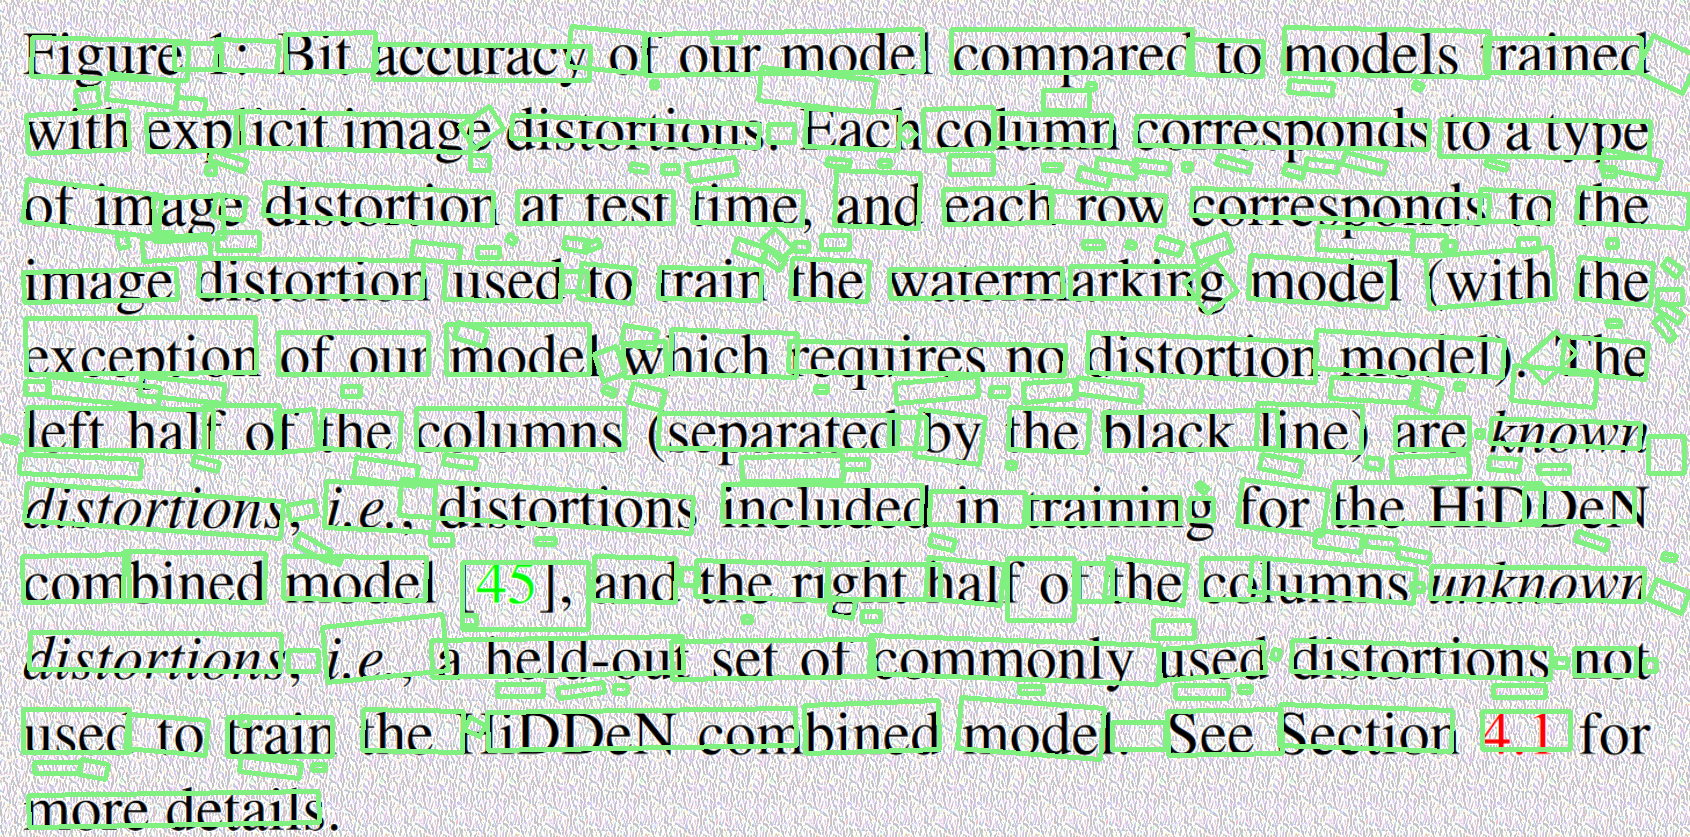 Figure 1: Bit accuracy of our model compared to models trained
with explicit image distortions. Each column corresponds to a type
of image distortion at test time, and each row corresponds to the
image distortion used to train the watermarking model (with the
exception of our model which requires no distortion model). The
left half of the columns (separated by the black line) are known
distortions, i.e., distortions included in training for the HiDDeN
combined model [45], and the right half of the columns unknown
distortions, i.e., a held-out set of commonly used distortions not
used to train the HiDDeN combined model. See Section 4.1 for
more details.